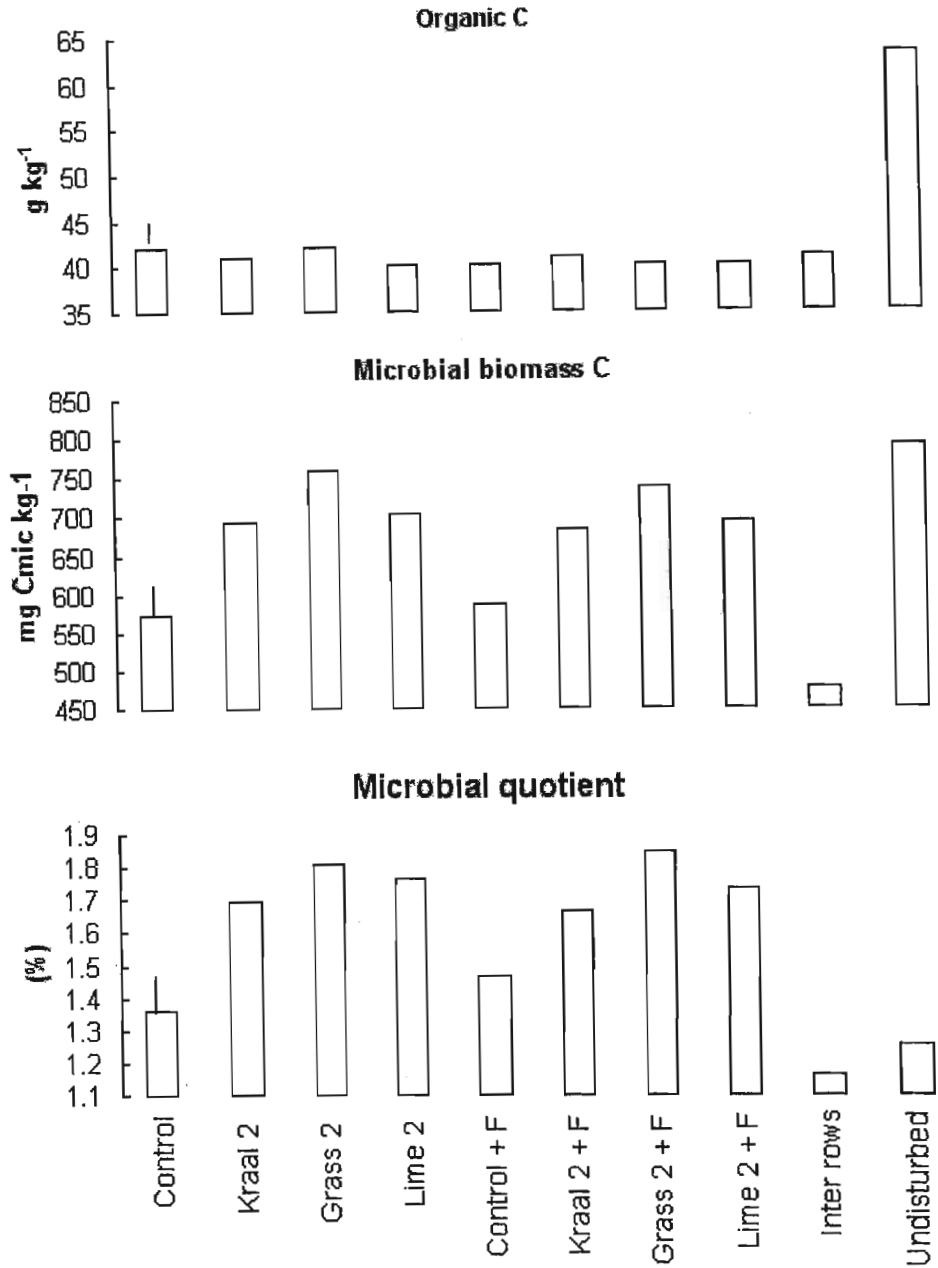 Organic C
65
60
55
50
45
40
35
g kg-1
Microbial biomass C
850
800
750
700
650
600
550
500
450
mg Cmic kg-1
Microbial quotient
1.9
1.8
1.7
1.6
1.5
1.4
1.3
1.2
1.1
(%)
Control
Kraal 2
Grass 2
Lime 2
Control + F
Kraal 2 + F
Grass 2 + F
Lime 2 + F
Inter rows
Undisturbed